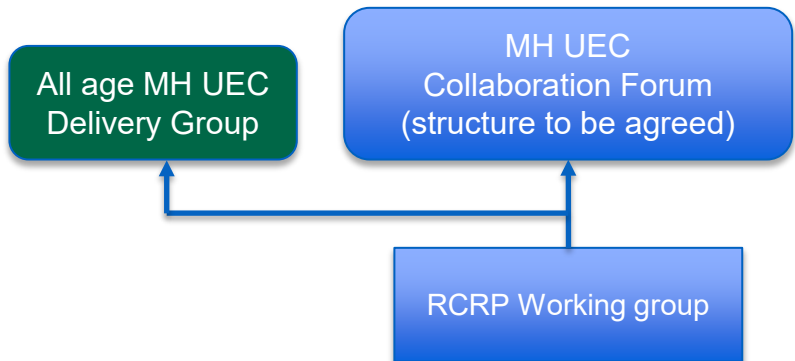 All age MH UEC
Delivery Group
MH UEC
Collaboration Forum
(structure to be agreed)
RCRP Working group